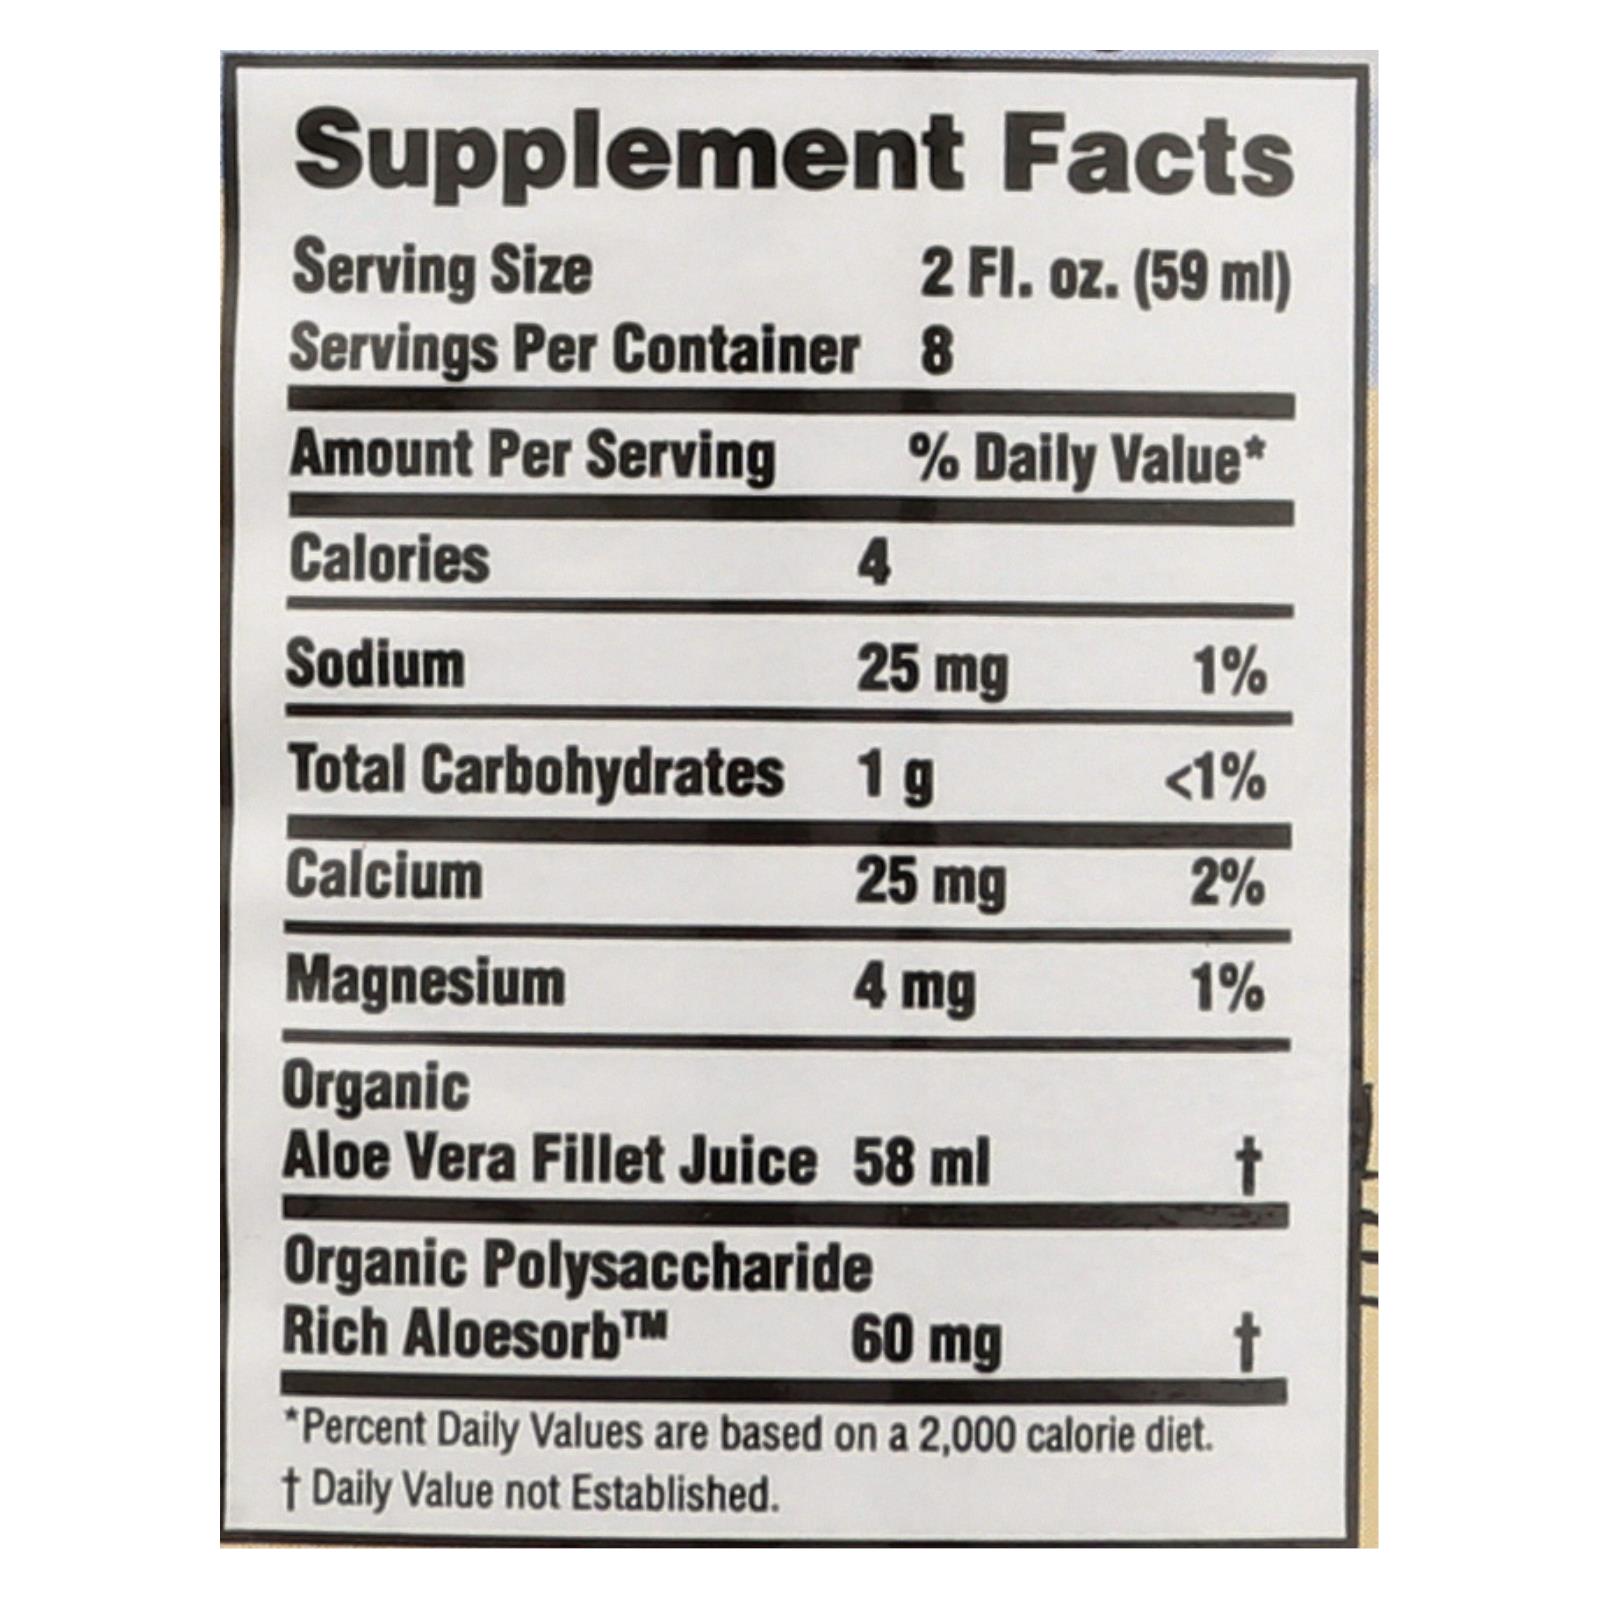 Supplement Facts
Serving Size 2 Fl. oz. (59 ml)
Servings Per Container 8
Amount Per Serving % Daily Value*
Calories 4
Sodium 25 mg 1%
Total Carbohydrates 1 g <1%
Calcium 25 mg 2%
Magnesium 4 mg 1%
Organic
Aloe Vera Fillet Juice 58 ml †
Organic Polysaccharide
Rich Aloesorb™ 60 mg †
*Percent Daily Values are based on a 2,000 calorie diet.
† Daily Value not Established.